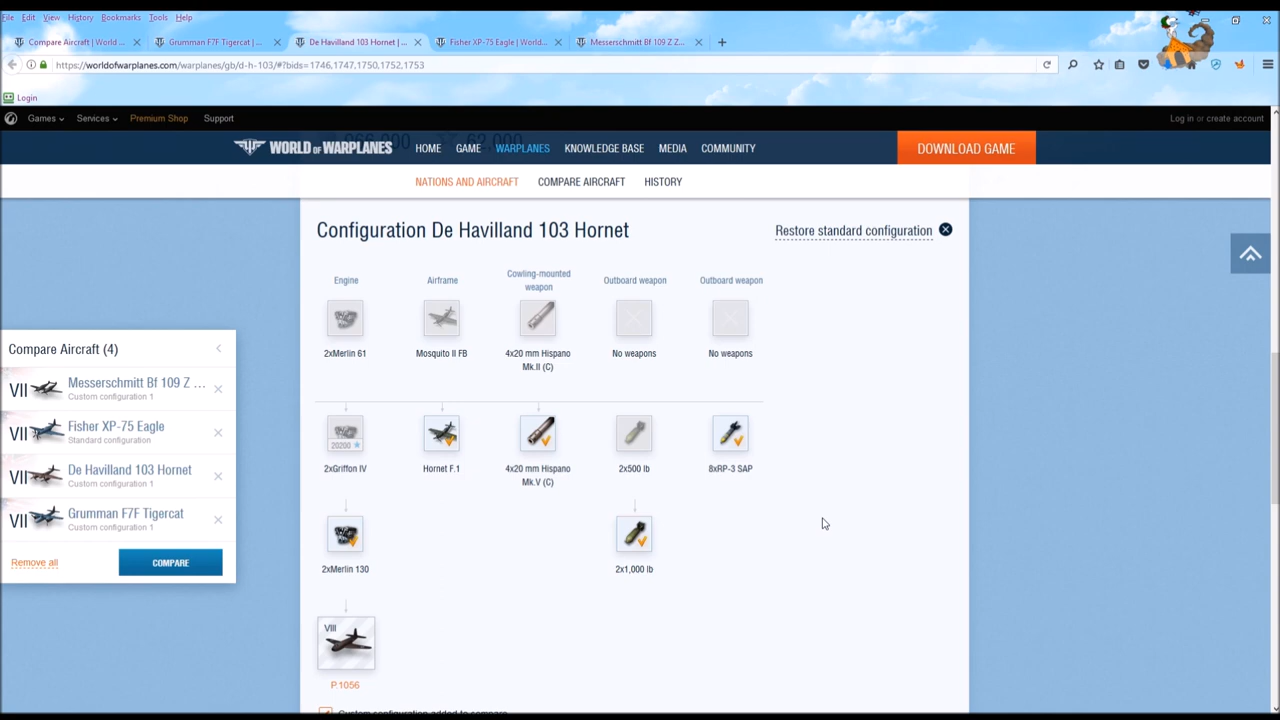 File Edit View History Bookmarks Tools Help
Compare Aircraft | World ... Grumman F7F Tigercat | ... De Havilland 103 Hornet | ... Fisher XP-75 Eagle | World... Messerschmitt Bf 109 Z Z...
https://worldofwarplanes.com/warplanes/gb/d-h-103/#?bids=1746,1747,1750,1752,1753
Login
Games Services Premium Shop Support Log in or create account
WORLD OF WARPLANES HOME GAME WARPLANES KNOWLEDGE BASE MEDIA COMMUNITY DOWNLOAD GAME
NATIONS AND AIRCRAFT COMPARE AIRCRAFT HISTORY
Configuration De Havilland 103 Hornet Restore standard configuration
Engine Airframe Cowling-mounted weapon Outboard weapon Outboard weapon
2xMerlin 61 Mosquito II FB 4x20 mm Hispano Mk.II (C) No weapons No weapons
20200
2xGriffon IV Hornet F.1 4x20 mm Hispano Mk.V (C) 2x500 lb 8xRP-3 SAP
2xMerlin 130 2x1,000 lb
VIII
P.1056
Custom configuration added to compare
Compare Aircraft (4)
VII Messerschmitt Bf 109 Z ...
Custom configuration 1
VII Fisher XP-75 Eagle
Standard configuration
VII De Havilland 103 Hornet
Custom configuration 1
VII Grumman F7F Tigercat
Custom configuration 1
Remove all COMPARE